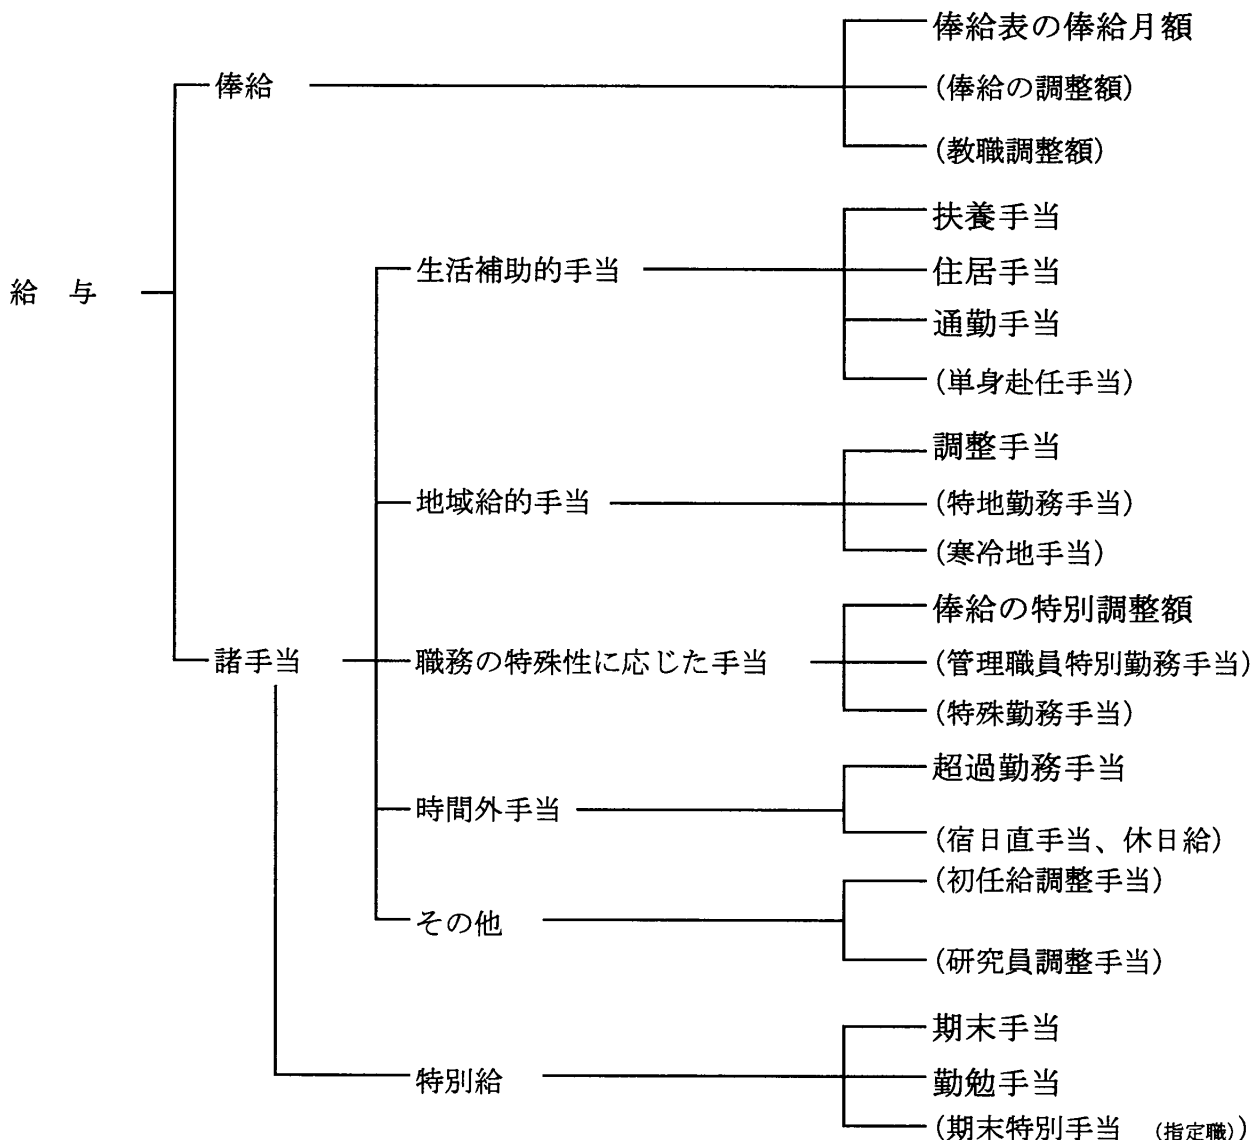 俸給表の俸給月額
俸給
(俸給の調整額)
(教職調整額)
扶養手当
生活補助的手当
住居手当
給 与
通勤手当
(単身赴任手当)
調整手当
地域給的手当
(特地勤務手当)
(寒冷地手当)
俸給の特別調整額
諸手当
職務の特殊性に応じた手当
(管理職員特別勤務手当)
(特殊勤務手当)
超過勤務手当
時間外手当
(宿日直手当、休日給)
(初任給調整手当)
その他
(研究員調整手当)
期末手当
特別給
勤勉手当
(期末特別手当 (指定職))